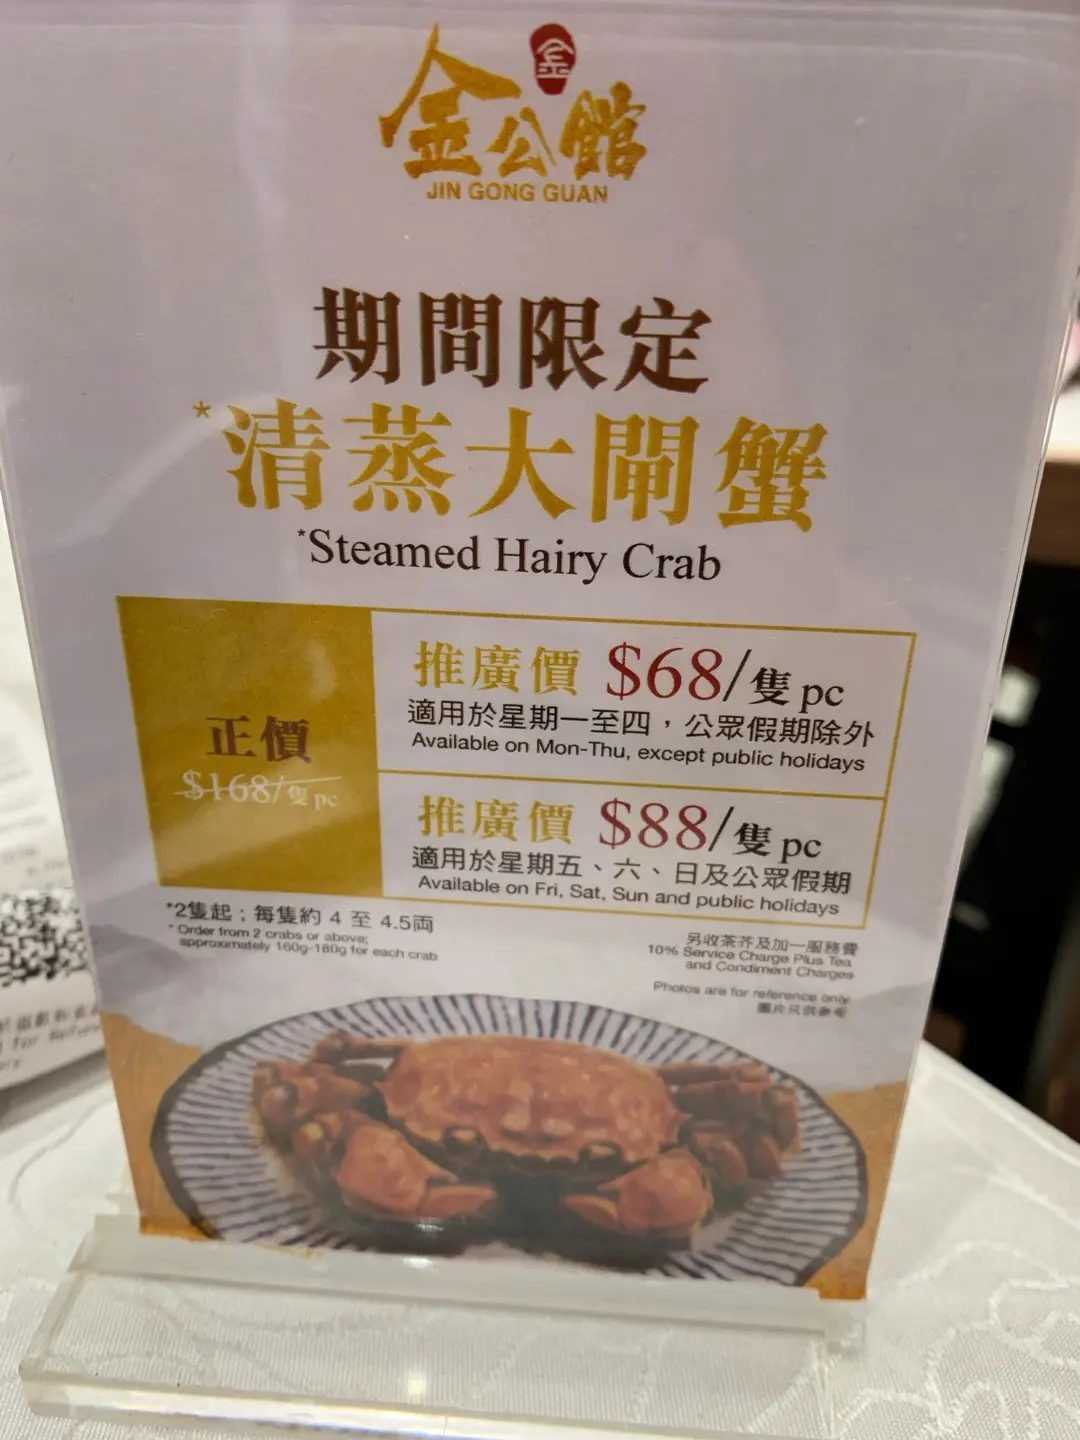 金
金公館
JIN GONG GUAN
期間限定
*清蒸大閘蟹
*Steamed Hairy Crab
正價
$168/隻 pc
推廣價 $68/隻 pc
適用於星期一至四，公眾假期除外
Available on Mon-Thu, except public holidays
推廣價 $88/隻 pc
適用於星期五、六、日及公眾假期
Available on Fri, Sat, Sun and public holidays
*2隻起；每隻約 4 至 4.5両
* Order from 2 crabs or above;
approximately 160g-180g for each crab
另收茶芥及加一服務費
10% Service Charge Plus Tea
and Condiment Charges
Photos are for reference only
圖片只供參考